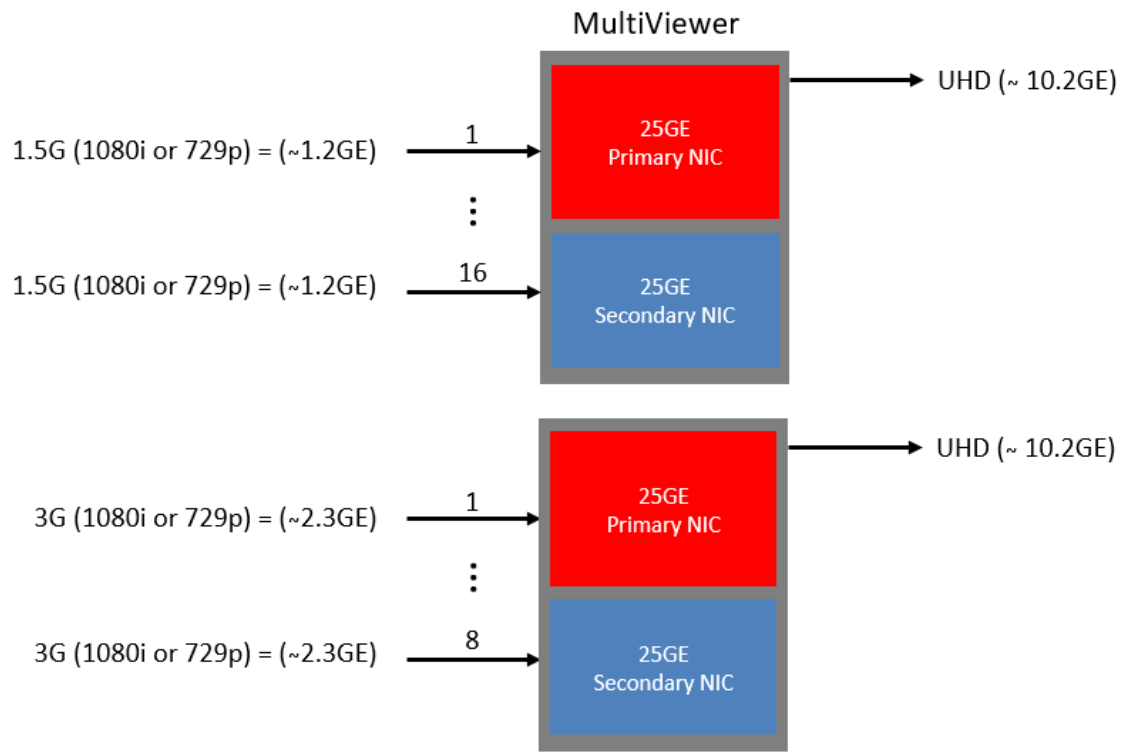 MultiViewer
25GE
Primary NIC
UHD (~ 10.2GE)
1.5G (1080i or 729p) = (~1.2GE)
1
⋮
1.5G (1080i or 729p) = (~1.2GE)
16
25GE
Secondary NIC
25GE
Primary NIC
UHD (~ 10.2GE)
3G (1080i or 729p) = (~2.3GE)
1
⋮
3G (1080i or 729p) = (~2.3GE)
8
25GE
Secondary NIC